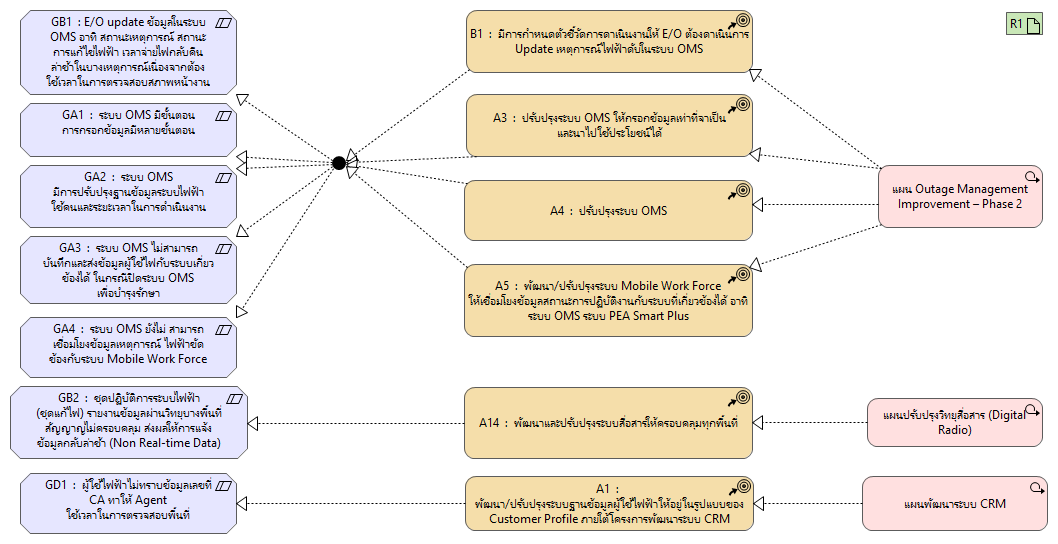 GB1 : E/O update ข้อมูลในระบบ
OMS อาทิ สถานะเหตุการณ์ สถานะ
การแก้ไขไฟฟ้า เวลาจ่ายไฟกลับคืน
ล่าช้าในบางเหตุการณ์เนื่องจากต้อง
ใช้เวลาในการตรวจสอบสภาพหน้างาน
GA1 : ระบบ OMS มีขั้นตอน
การกรอกข้อมูลมีหลายขั้นตอน
GA2 : ระบบ OMS
มีการปรับปรุงฐานข้อมูลระบบไฟฟ้า
ใช้คนและระยะเวลาในการดำเนินงาน
GA3 : ระบบ OMS ไม่สามารถ
บันทึกและส่งข้อมูลผู้ใช้ไฟกับระบบเกี่ยว
ข้องได้ ในกรณีปิดระบบ OMS
เพื่อบำรุงรักษา
GA4 : ระบบ OMS ยังไม่ สามารถ
เชื่อมโยงข้อมูลเหตุการณ์ ไฟฟ้าขัด
ข้องกับระบบ Mobile Work Force
GB2 : ชุดปฏิบัติการระบบไฟฟ้า
(ชุดแก้ไฟ) รายงานข้อมูลผ่านวิทยุบางพื้นที่
สัญญาณไม่ครอบคลุม ส่งผลให้การแจ้ง
ข้อมูลกลับล่าช้า (Non Real-time Data)
GD1 : ผู้ใช้ไฟฟ้าไม่ทราบข้อมูลเลขที่
CA ทำให้ Agent
ใช้เวลาในการตรวจสอบพื้นที่
B1 : มีการกำหนดตัวชี้วัดการดำเนินงานให้ E/O ต้องดำเนินการ
Update เหตุการณ์ไฟฟ้าดับในระบบ OMS
A3 : ปรับปรุงระบบ OMS ให้กรอกข้อมูลเท่าที่จำเป็น
และนำไปใช้ประโยชน์ได้
A4 : ปรับปรุงระบบ OMS
A5 : พัฒนา/ปรับปรุงระบบ Mobile Work Force
ให้เชื่อมโยงข้อมูลสถานะการปฏิบัติงานกับระบบที่เกี่ยวข้องได้ อาทิ
ระบบ OMS ระบบ PEA Smart Plus
A14 : พัฒนาและปรับปรุงระบบสื่อสารให้ครอบคลุมทุกพื้นที่
A1 :
พัฒนา/ปรับปรุงระบบฐานข้อมูลผู้ใช้ไฟฟ้าให้อยู่ในรูปแบบของ
Customer Profile ภายใต้โครงการพัฒนาระบบ CRM
R1
แผน Outage Management
Improvement – Phase 2
แผนปรับปรุงวิทยุสื่อสาร (Digital
Radio)
แผนพัฒนาระบบ CRM